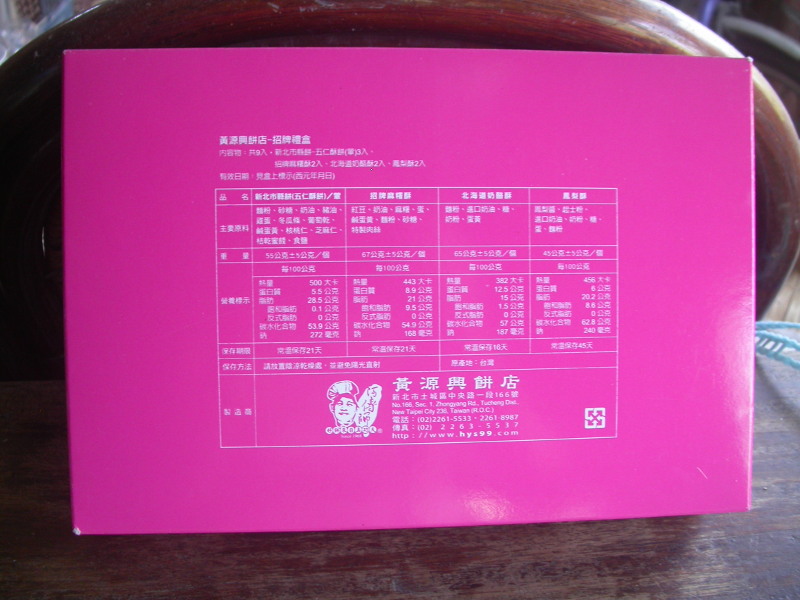 黃源興餅店-招牌禮盒
內容物：共9入，新北市縣餅-五仁酥餅(單)3入、
招牌麻糬酥2入、北海道奶酪酥2入、鳳梨酥2入
有效日期：見盒上標示(西元年月日)
品 名 新北市縣餅(五仁酥餅)／單 招牌麻糬餅 北海道奶酪酥 鳳梨酥
主要原料 麵粉、砂糖、奶油、豬油、 紅豆、奶油、麻糬、蛋、 麵粉、進口奶油、糖、 鳳梨醬、起士粉、
雞蛋、冬瓜條、葡萄乾、 鹹蛋黃、麵粉、砂糖、 奶粉、蛋黃 進口奶油、奶粉、糖、
鹹蛋黃、核桃仁、芝麻仁、 特製肉絲 蛋、麵粉
桔乾蜜餞、食鹽
重 量 55公克±5公克／個 67公克±5公克／個 65公克±5公克／個 45公克±5公克／個
營養標示 每100公克 每100公克 每100公克 每100公克
熱量 500 大卡 熱量 443 大卡 熱量 382 大卡 熱量 456 大卡
蛋白質 5.5 公克 蛋白質 8.9 公克 蛋白質 12.5 公克 蛋白質 6 公克
脂肪 28.5 公克 脂肪 21 公克 脂肪 15 公克 脂肪 20.2 公克
飽和脂肪 0.1 公克 飽和脂肪 9.5 公克 飽和脂肪 1.5 公克 飽和脂肪 8.6 公克
反式脂肪 0 公克 反式脂肪 0 公克 反式脂肪 0 公克 反式脂肪 0 公克
碳水化合物 53.9 公克 碳水化合物 54.9 公克 碳水化合物 57 公克 碳水化合物 62.8 公克
鈉 272 毫克 鈉 168 毫克 鈉 187 毫克 鈉 240 毫克
保存期限 常溫保存21天 常溫保存21天 常溫保存16天 常溫保存45天
保存方法 請放置陰涼乾燥處，並避免陽光直射 原產地：台灣
製造商
黃源興餅店
新北市土城區中央路一段166號
No.166, Sec. 1, Zhongyang Rd., Tucheng Dist.,
New Taipei City 236, Taiwan (R.O.C.)
電話：(02)2261-5533．2261-8987
傳真：(02) 2263-5537
http://www.hys99.com
Since 1968